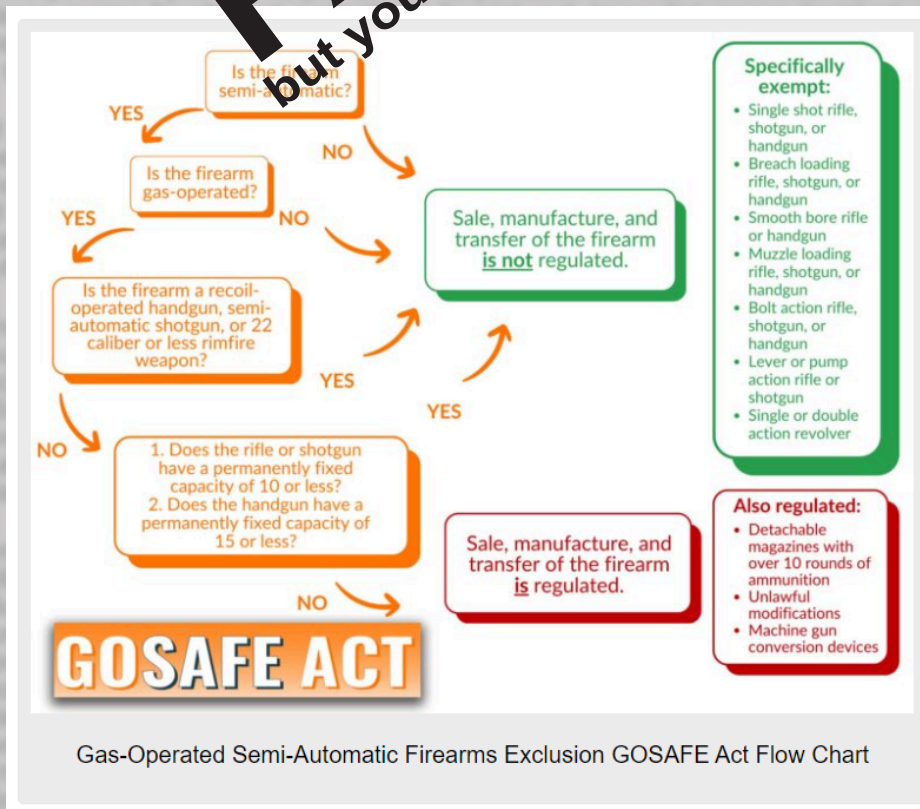 but you
Is the firearm
semi-automatic?
YES
NO
Is the firearm
gas-operated?
YES
NO
Is the firearm a recoil-
operated handgun, semi-
automatic shotgun, or 22
caliber or less rimfire
weapon?
YES
NO
1. Does the rifle or shotgun
have a permanently fixed
capacity of 10 or less?
2. Does the handgun have a
permanently fixed capacity of
15 or less?
YES
NO
Sale, manufacture, and
transfer of the firearm
is not regulated.
Sale, manufacture, and
transfer of the firearm
is regulated.
Specifically
exempt:
• Single shot rifle,
shotgun, or
handgun
• Breach loading
rifle, shotgun, or
handgun
• Smooth bore rifle
or handgun
• Muzzle loading
rifle, shotgun, or
handgun
• Bolt action rifle,
shotgun, or
handgun
• Lever or pump
action rifle or
shotgun
• Single or double
action revolver
Also regulated:
• Detachable
magazines with
over 10 rounds of
ammunition
• Unlawful
modifications
• Machine gun
conversion devices
GOSAFE ACT
Gas-Operated Semi-Automatic Firearms Exclusion GOSAFE Act Flow Chart